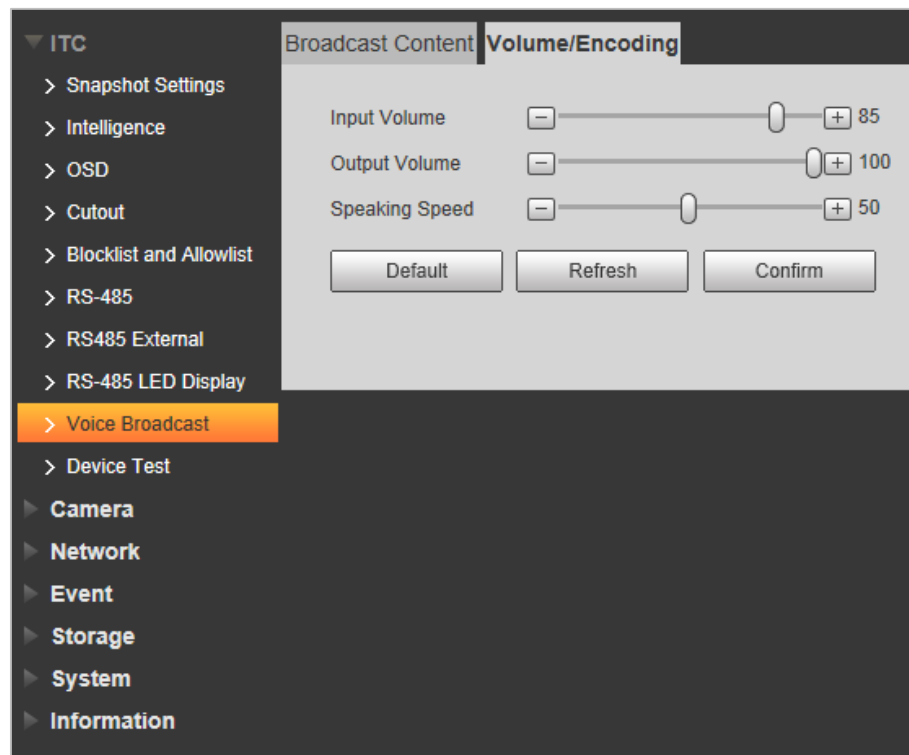 ITC
Snapshot Settings
Intelligence
OSD
Cutout
Blocklist and Allowlist
RS-485
RS485 External
RS-485 LED Display
Voice Broadcast
Device Test
Camera
Network
Event
Storage
System
Information
Broadcast Content Volume/Encoding
Input Volume 85
Output Volume 100
Speaking Speed 50
Default Refresh Confirm